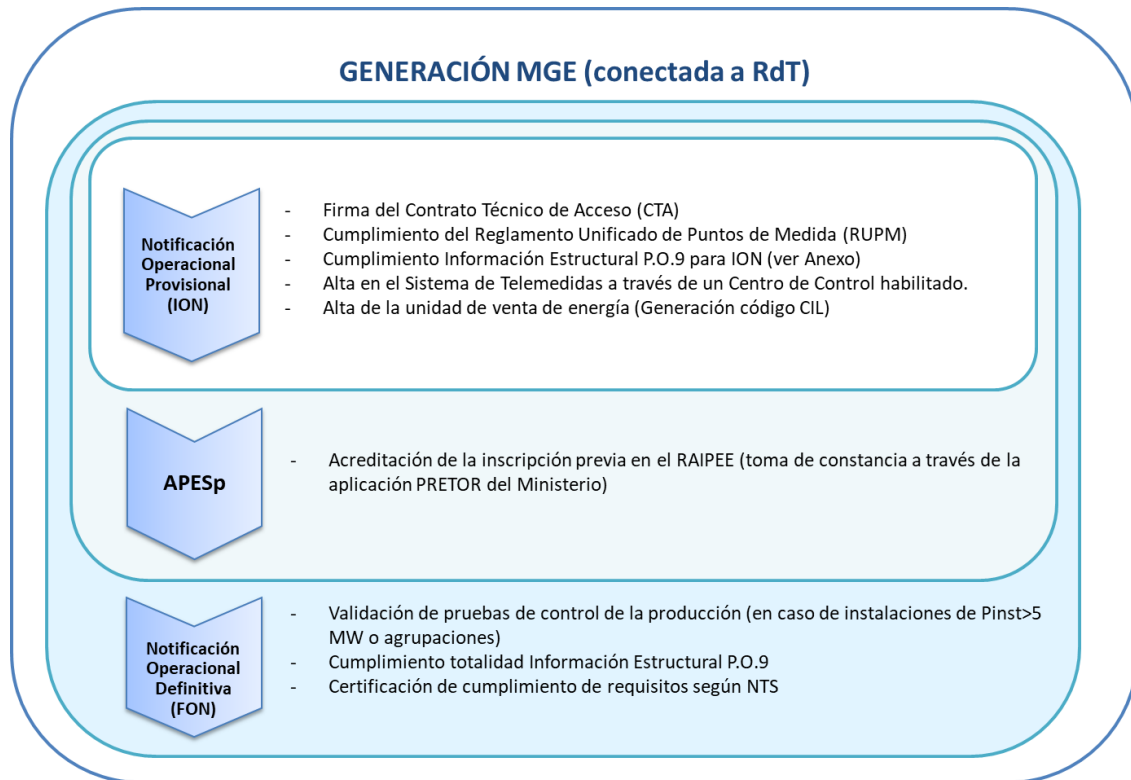 GENERACIÓN MGE (conectada a RdT)
Notificación
Operacional
Provisional
(ION)
- Firma del Contrato Técnico de Acceso (CTA)
- Cumplimiento del Reglamento Unificado de Puntos de Medida (RUPM)
- Cumplimiento Información Estructural P.O.9 para ION (ver Anexo)
- Alta en el Sistema de Telemedidas a través de un Centro de Control habilitado.
- Alta de la unidad de venta de energía (Generación código CIL)
APESp
- Acreditación de la inscripción previa en el RAIPEE (toma de constancia a través de la
aplicación PRETOR del Ministerio)
Notificación
Operacional
Definitiva
(FON)
- Validación de pruebas de control de la producción (en caso de instalaciones de Pinst>5
MW o agrupaciones)
- Cumplimiento totalidad Información Estructural P.O.9
- Certificación de cumplimiento de requisitos según NTS